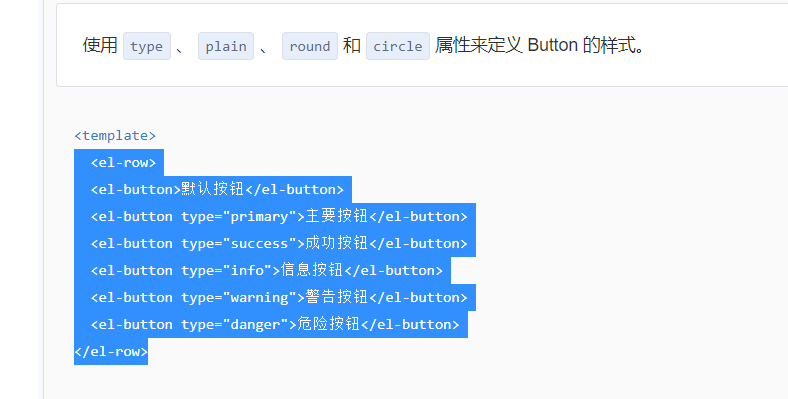 使用 type 、 plain 、 round 和 circle 属性来定义 Button 的样式。
<template>
<el-row>
<el-button>默认按钮</el-button>
<el-button type="primary">主要按钮</el-button>
<el-button type="success">成功按钮</el-button>
<el-button type="info">信息按钮</el-button>
<el-button type="warning">警告按钮</el-button>
<el-button type="danger">危险按钮</el-button>
</el-row>